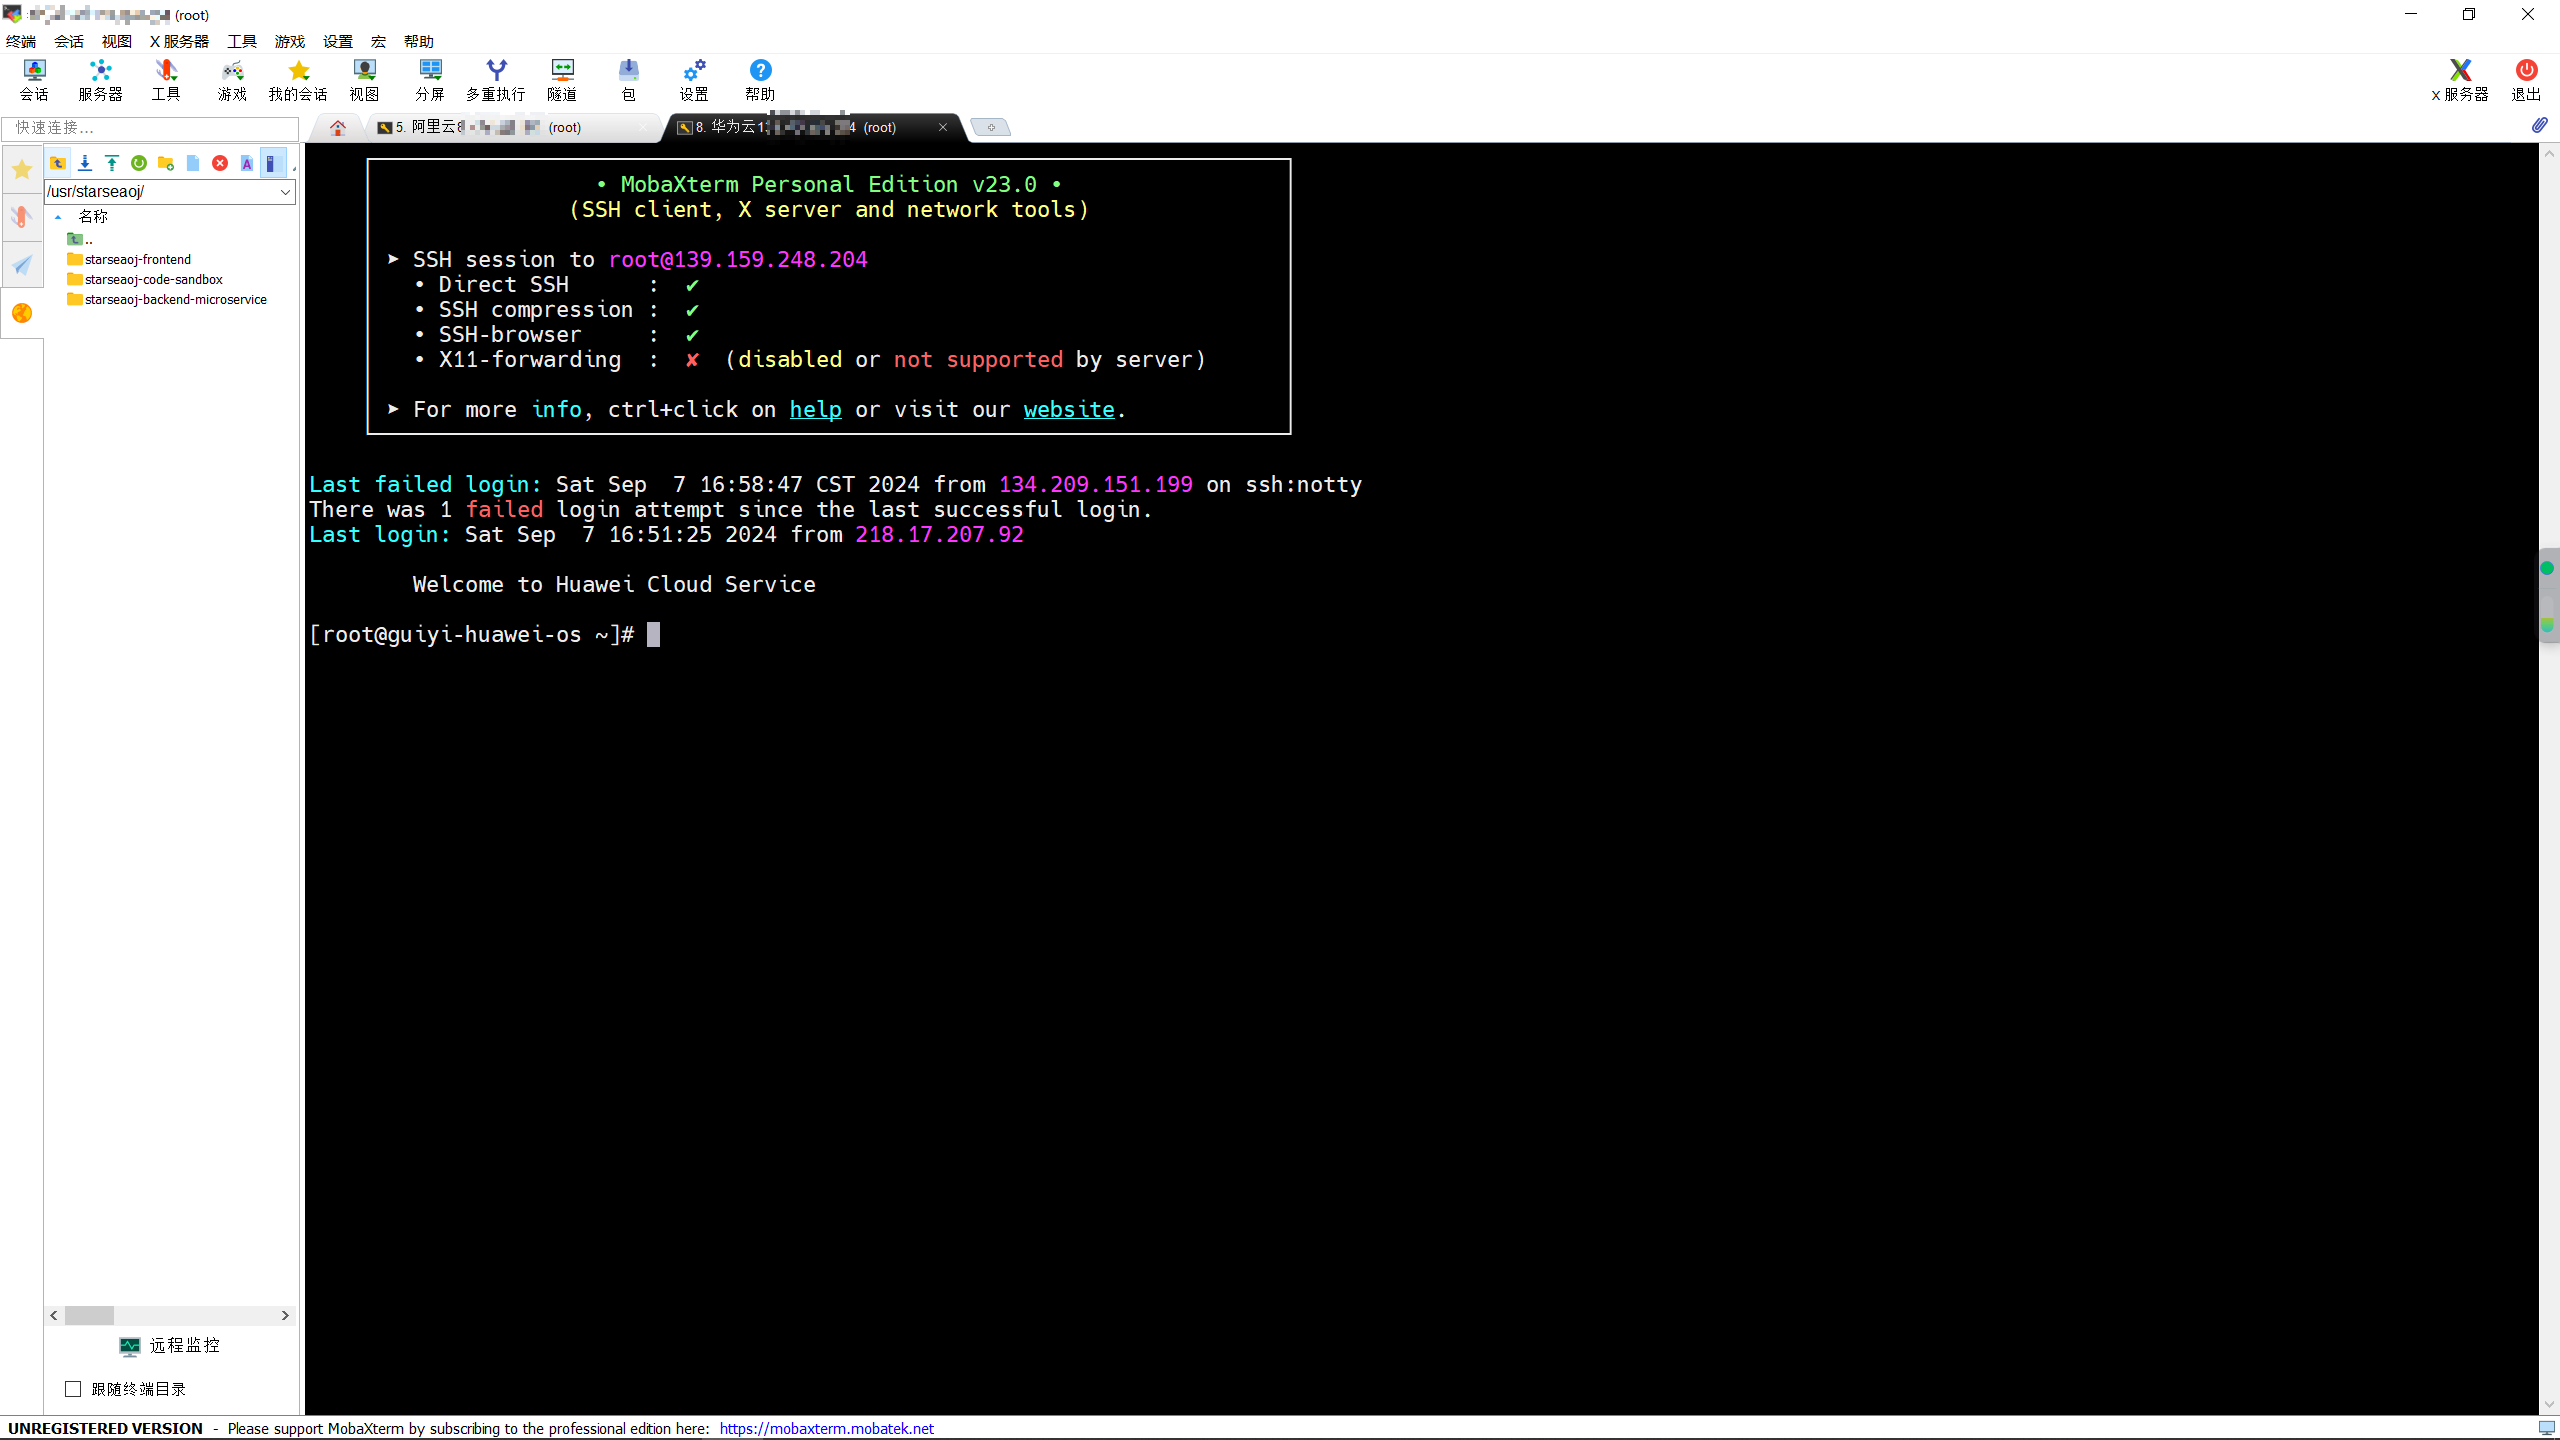 (root)
终端 会话 视图 X 服务器 工具 游戏 设置 宏 帮助
会话 服务器 工具 游戏 我的会话 视图 分屏 多重执行 隧道 包 设置 帮助 X 服务器 退出
快速连接...
5. 阿里云8 (root)
8. 华为云1 4 (root)
/usr/starseaoj/
名称
..
starseaoj-frontend
starseaoj-code-sandbox
starseaoj-backend-microservice
• MobaXterm Personal Edition v23.0 •
(SSH client, X server and network tools)
➤ SSH session to root@139.159.248.204
• Direct SSH : ✔
• SSH compression : ✔
• SSH-browser : ✔
• X11-forwarding : ✘ (disabled or not supported by server)
➤ For more info, ctrl+click on help or visit our website.
Last failed login: Sat Sep 7 16:58:47 CST 2024 from 134.209.151.199 on ssh:notty
There was 1 failed login attempt since the last successful login.
Last login: Sat Sep 7 16:51:25 2024 from 218.17.207.92
Welcome to Huawei Cloud Service
[root@guiyi-huawei-os ~]#
远程监控
跟随终端目录
UNREGISTERED VERSION - Please support MobaXterm by subscribing to the professional edition here: https://mobaxterm.mobatek.net